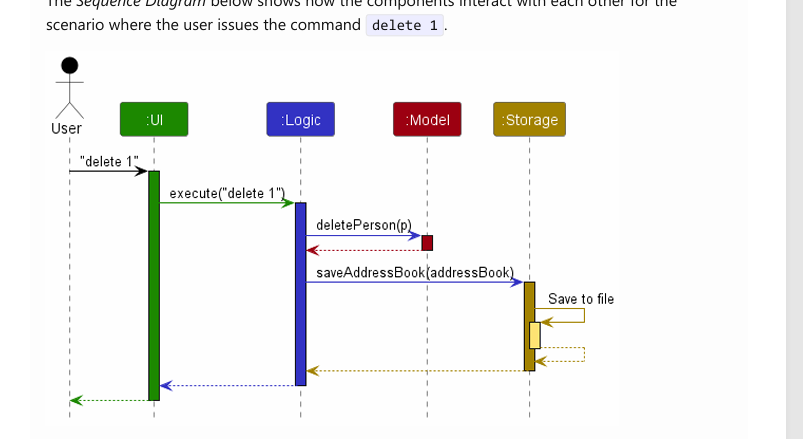 The Sequence Diagram below shows how the components interact with each other for the
scenario where the user issues the command delete 1.
User
:UI
:Logic
:Model
:Storage
"delete 1"
execute("delete 1")
deletePerson(p)
saveAddressBook(addressBook)
Save to file